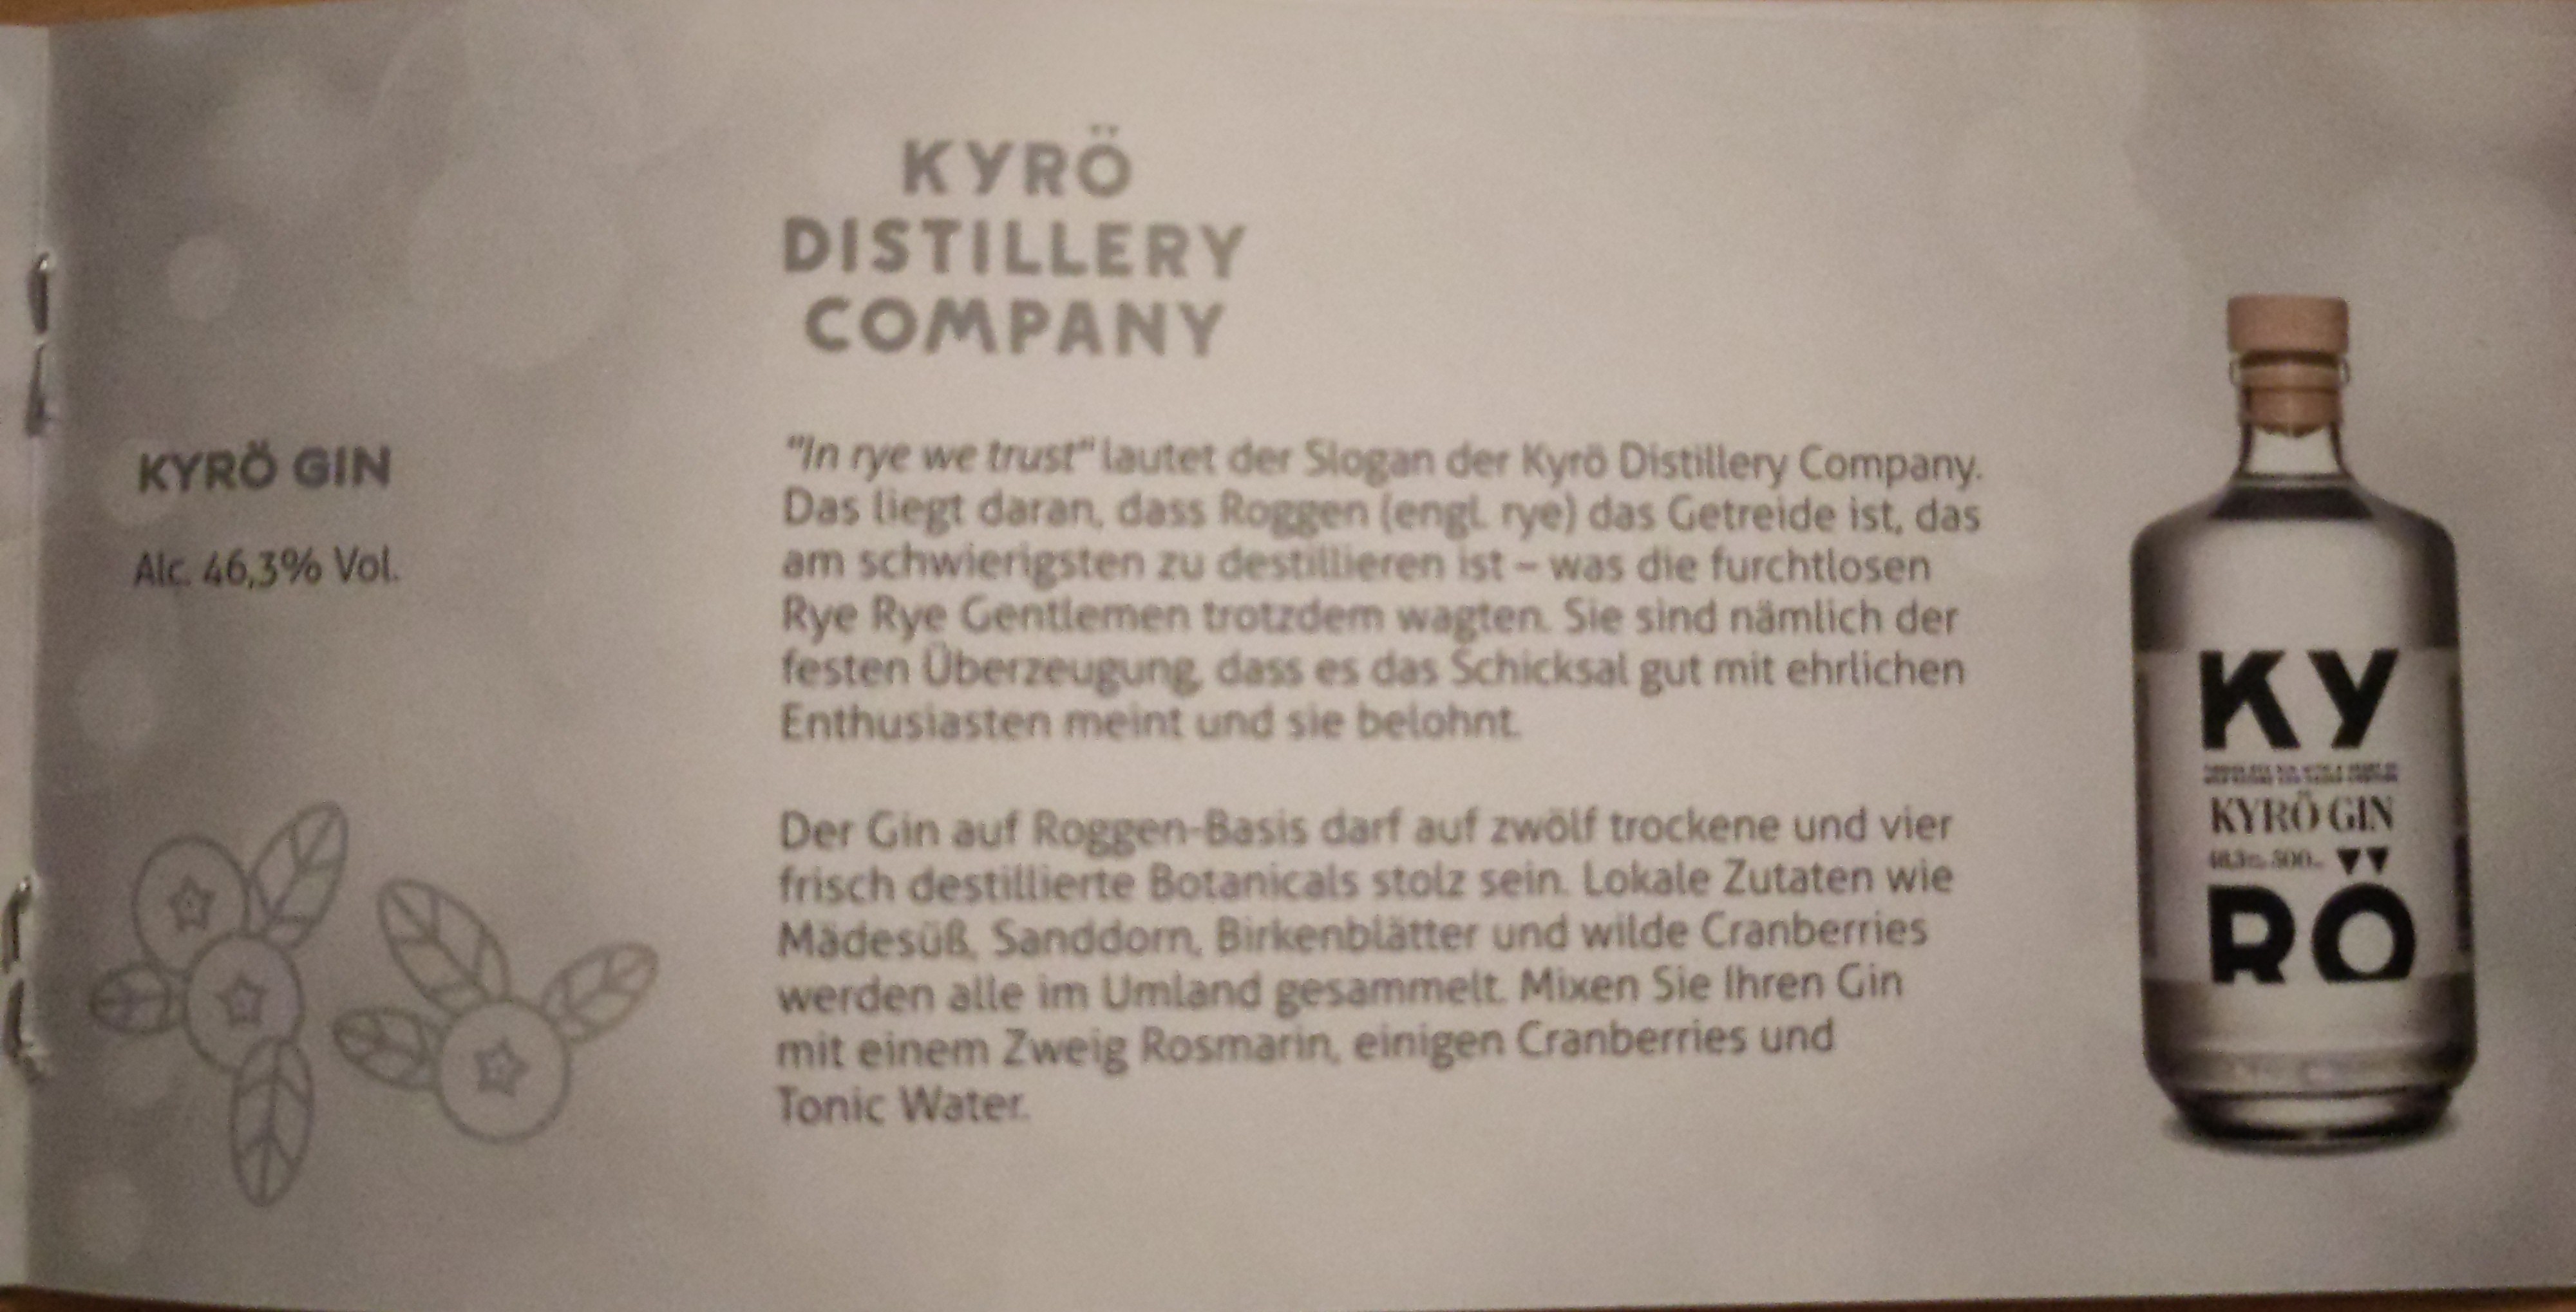 KYRÖ
DISTILLERY
COMPANY
KYRÖ GIN
Alc. 46,3% Vol.
"In rye we trust" lautet der Slogan der Kyrö Distillery Company.
Das liegt daran, dass Roggen (engl. rye) das Getreide ist, das
am schwierigsten zu destillieren ist – was die furchtlosen
Rye Rye Gentlemen trotzdem wagten. Sie sind nämlich der
festen Überzeugung, dass es das Schicksal gut mit ehrlichen
Enthusiasten meint und sie belohnt.
Der Gin auf Roggen-Basis darf auf zwölf trockene und vier
frisch destillierte Botanicals stolz sein. Lokale Zutaten wie
Mädesüß, Sanddorn, Birkenblätter und wilde Cranberries
werden alle im Umland gesammelt. Mixen Sie Ihren Gin
mit einem Zweig Rosmarin, einigen Cranberries und
Tonic Water.
KY
KYRÖ GIN
RÖ